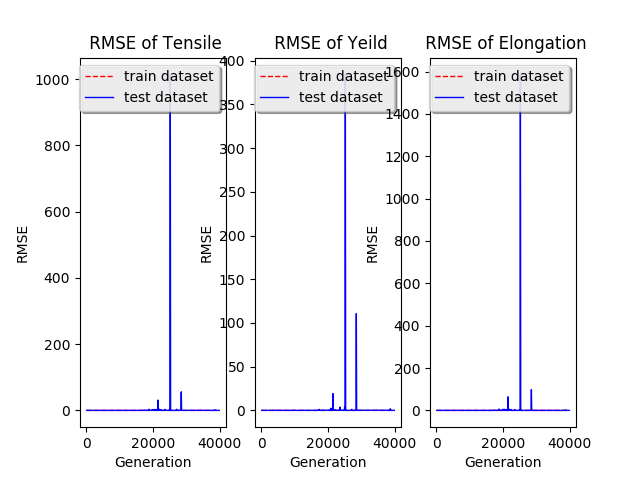 RMSE of Tensile
RMSE
1000
800
600
400
200
0
train dataset
test dataset
0
20000
40000
Generation
RMSE of Yeild
RMSE
400
350
300
250
200
150
100
50
0
train dataset
test dataset
0
20000
40000
Generation
RMSE of Elongation
RMSE
1600
1400
1200
1000
800
600
400
200
0
train dataset
test dataset
0
20000
40000
Generation